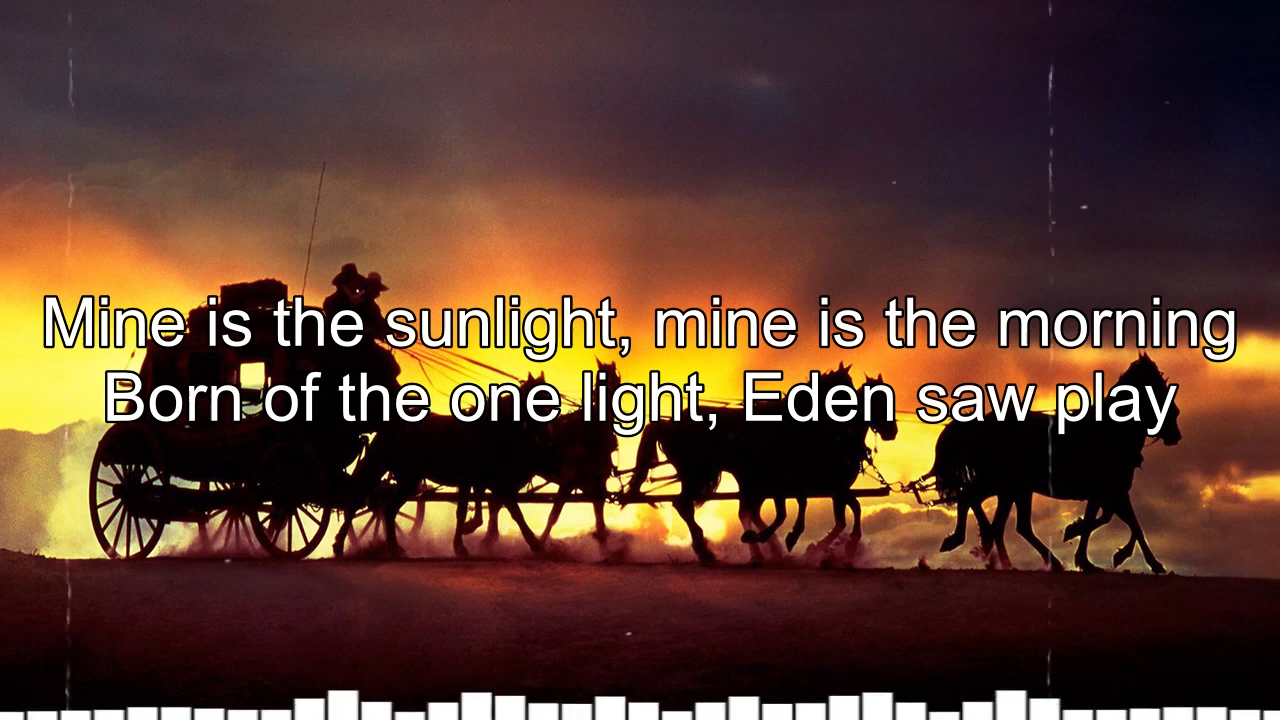 Mine is the sunlight, mine is the morning
Born of the one light, Eden saw play